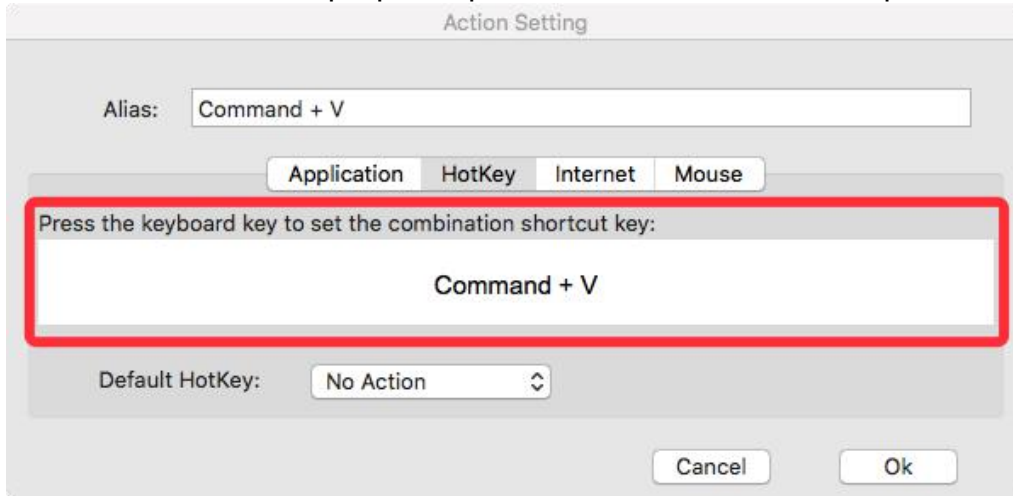 Action Setting
Alias: Command + V
Application HotKey Internet Mouse
Press the keyboard key to set the combination shortcut key:
Command + V
Default HotKey: No Action
Cancel Ok